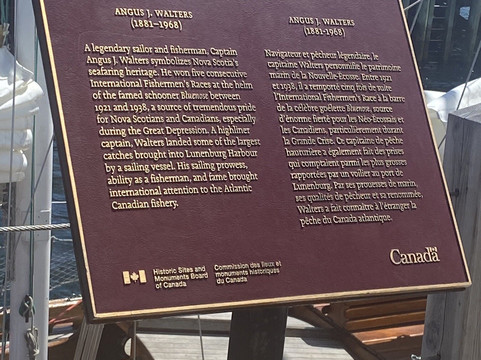 ANGUS J. WALTERS
(1881–1968)
A legendary sailor and fisherman, Captain
Angus J. Walters symbolizes Nova Scotia's
seafaring heritage. He won five consecutive
International Fishermen's Races at the helm
of the famed schooner Bluenose between
1921 and 1938, a source of tremendous pride
for Nova Scotians and Canadians, especially
during the Great Depression. A highliner
captain, Walters landed some of the largest
catches brought into Lunenburg Harbour
by a sailing vessel. His sailing prowess,
ability as a fisherman, and fame brought
international attention to the Atlantic
Canadian fishery.
ANGUS J. WALTERS
(1881-1968)
Navigateur et pêcheur légendaire, le
capitaine Walters personnifie le patrimoine
marin de la Nouvelle-Écosse. Entre 1921
et 1938, il a remporté cinq fois de suite
l'International Fishermen's Race à la barre
de la célèbre goélette Bluenose, source
d'énorme fierté pour les Néo-Écossais et
les Canadiens, particulièrement durant
la Grande Crise. Ce capitaine de pêche
hauturière a également fait des prises
qui comptaient parmi les plus grosses
rapportées par un voilier au port de
Lunenburg. Par ses prouesses de marin,
ses qualités de pêcheur et sa renommée,
Walters a fait connaître à l'étranger la
pêche du Canada atlantique.
Historic Sites and
Monuments Board
of Canada
Commission des lieux et
monuments historiques
du Canada
Canada